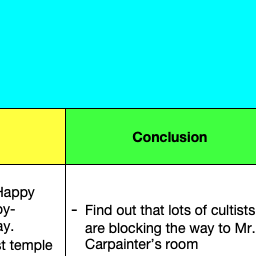 Conclusion
Happy
y-
ay.
st temple
- Find out that lots of cultists
are blocking the way to Mr.
Carpainter's room